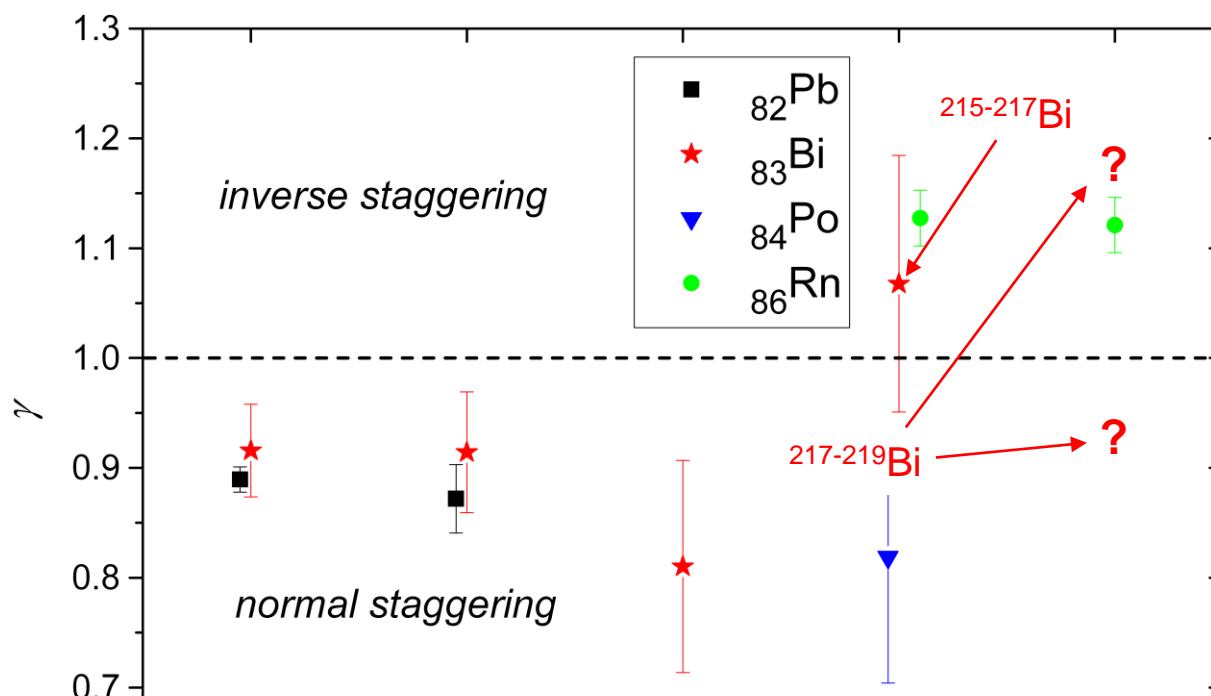 1.3
1.2
1.1
1.0
0.9
0.8
0.7
γ
inverse staggering
normal staggering
82Pb
83Bi
84Po
86Rn
215-217Bi
?
217-219Bi
?